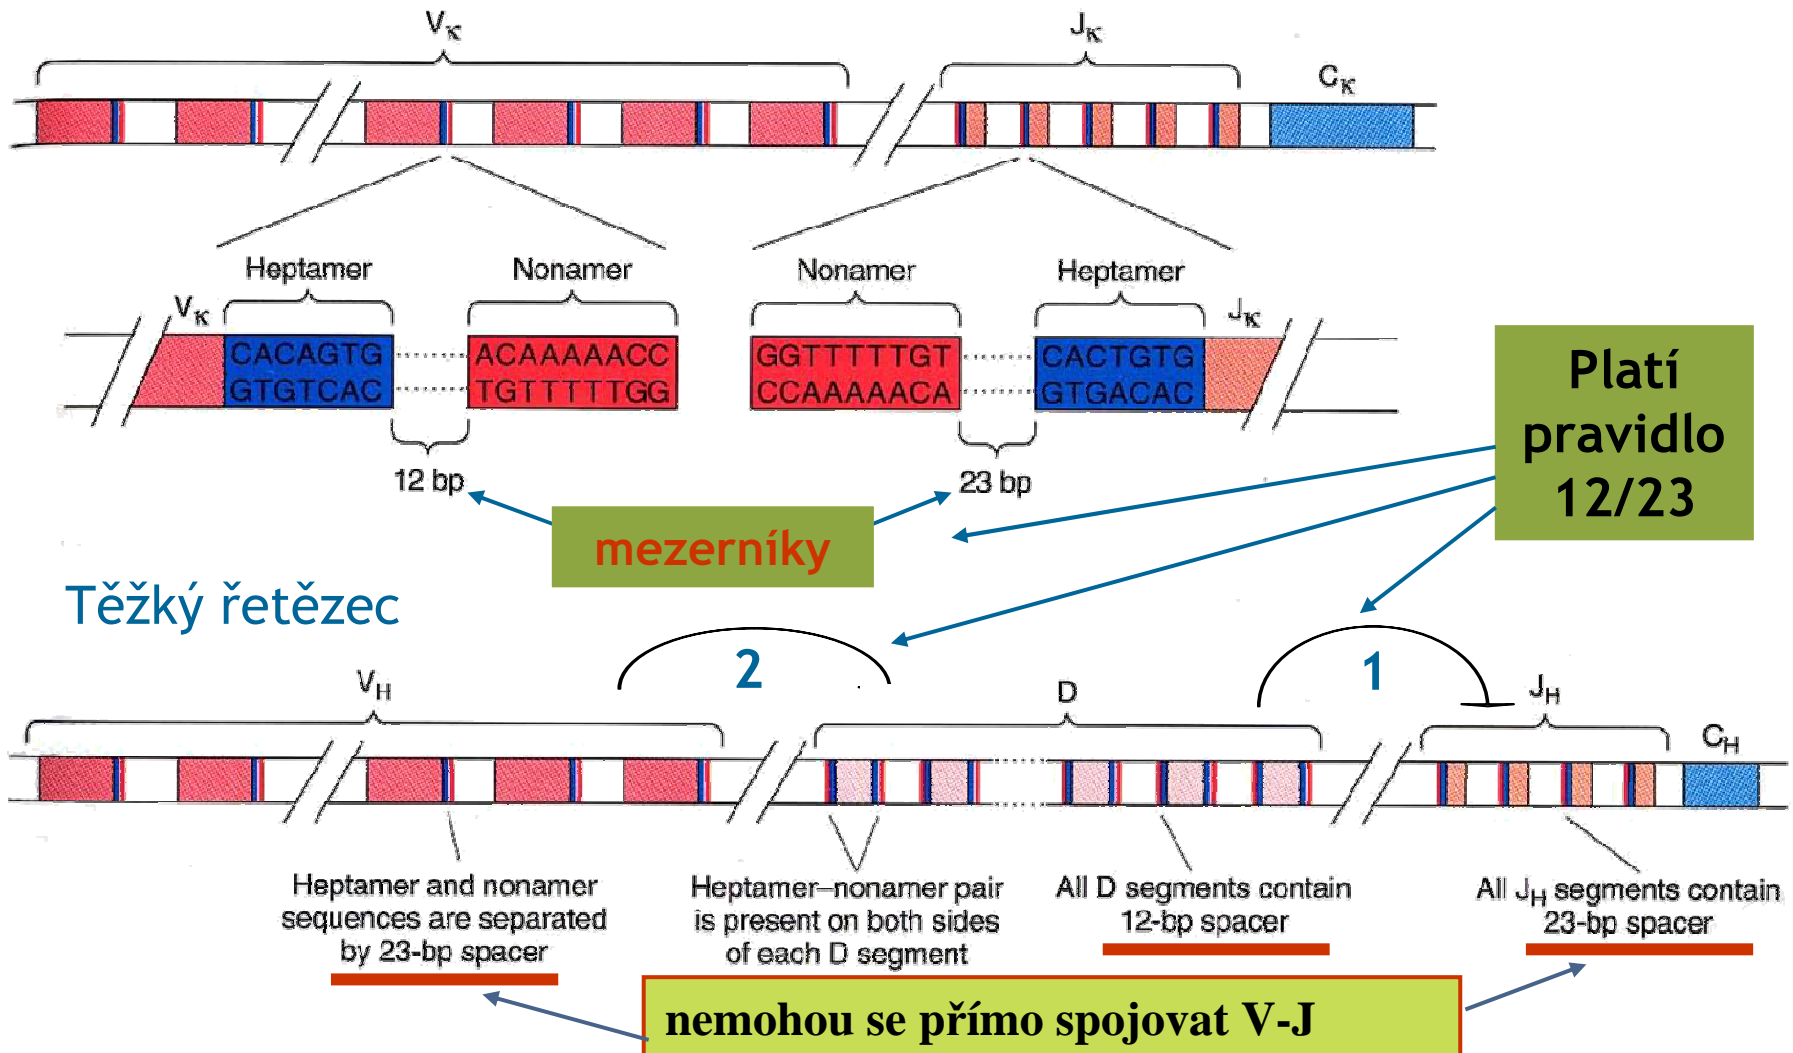 Vκ
Jκ
Cκ
Heptamer
Nonamer
Nonamer
Heptamer
Vκ
Jκ
CACAGTG
ACAAAAACC
GGTTTTTGT
CACTGTG
GTGTCAC
TGTTTTTGG
CCAAAAACA
GTGACAC
12 bp
23 bp
Platí
pravidlo
12/23
mezerníky
Těžký řetězec
2
1
VH
D
JH
CH
Heptamer and nonamer
sequences are separated
by 23-bp spacer
Heptamer–nonamer pair
is present on both sides
of each D segment
All D segments contain
12-bp spacer
All JH segments contain
23-bp spacer
nemohou se přímo spojovat V-J